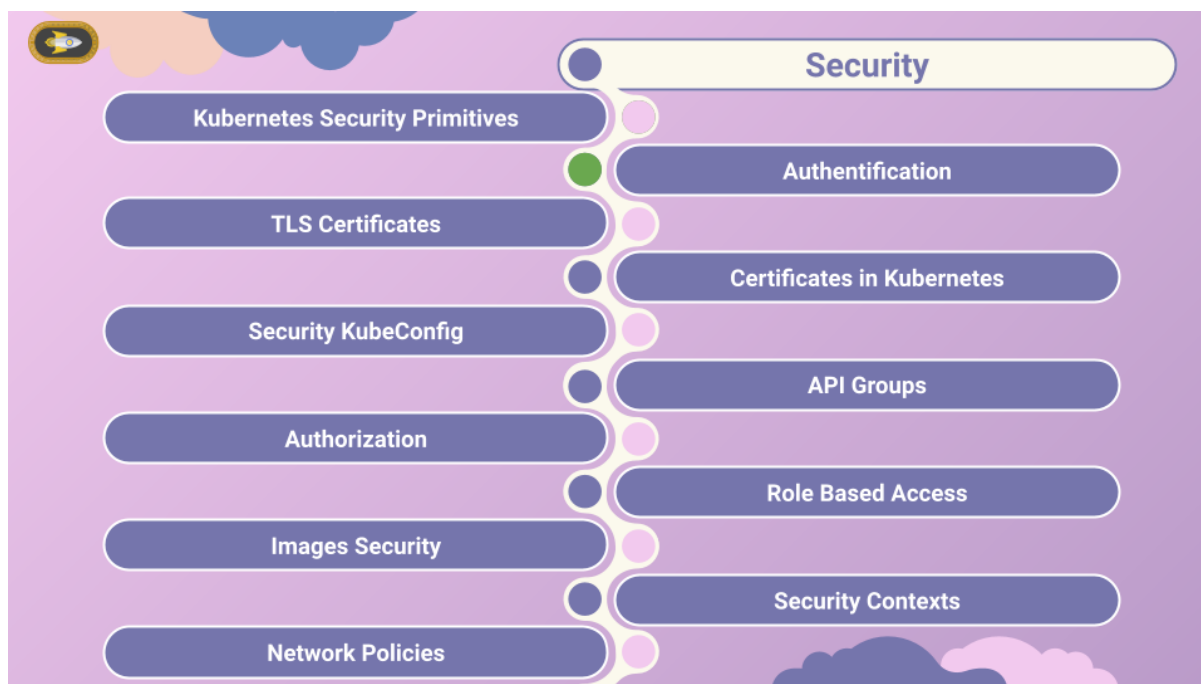 Security
Kubernetes Security Primitives
Authentification
TLS Certificates
Certificates in Kubernetes
Security KubeConfig
API Groups
Authorization
Role Based Access
Images Security
Security Contexts
Network Policies